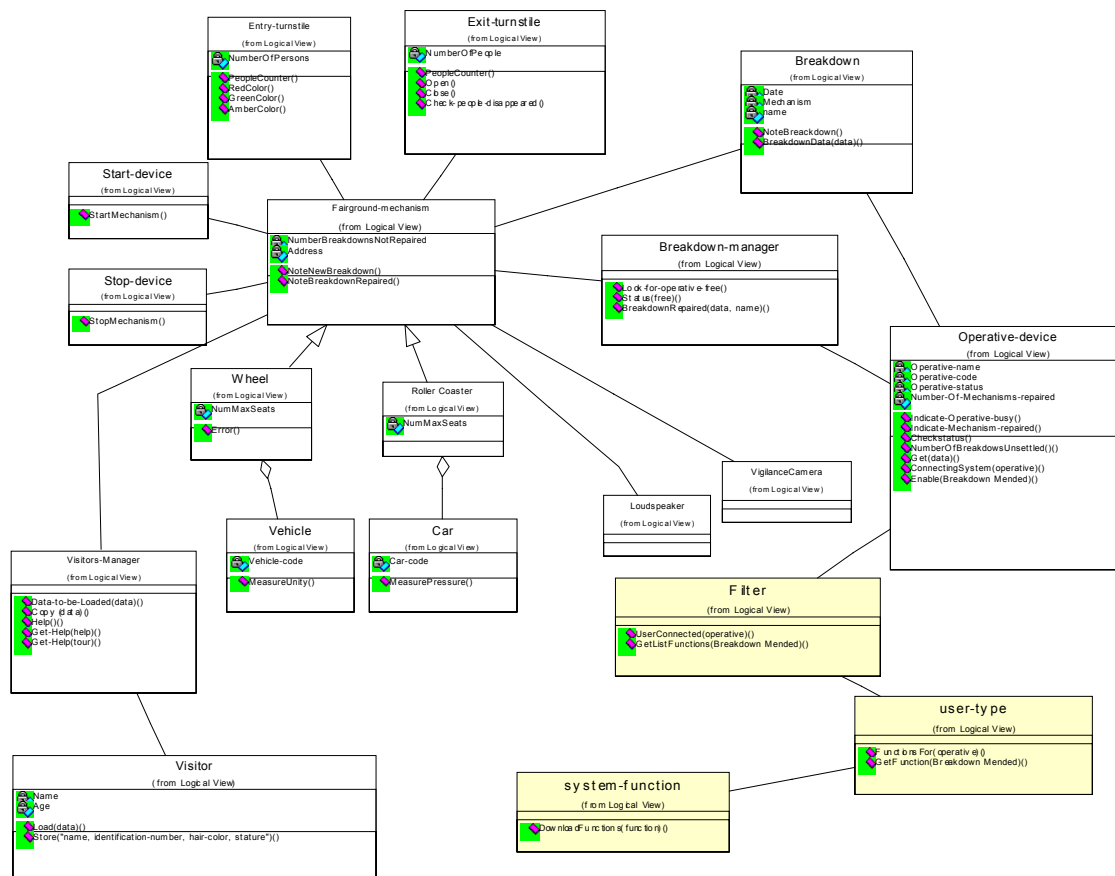 Entry-turnstile
(from Logical View)
NumberOfPersons
PeopleCounter()
RedColor()
GreenColor()
AmberColor()
Exit-turnstile
(from Logical View)
NumberOfPeople
PeopleCounter()
Open()
Close()
Check-people-disappeared()
Breakdown
(from Logical View)
Date
Mechanism
name
NoteBreackdown()
BreakdownData(data)()
Start-device
(from Logical View)
StartMechanism()
Fairground-mechanism
(from Logical View)
NumberBreakdownsNotRepaired
Address
NoteNewBreakdown()
NoteBreakdownRepaired()
Breakdown-manager
(from Logical View)
Look-for-operative-free()
Status(free)()
BreakdownRepaired(data, name)()
Stop-device
(from Logical View)
StopMechanism()
Operative-device
(from Logical View)
Operative-name
Operative-code
Operative-status
Number-Of-Mechanisms-repaired
Indicate-Operative-busy()
Indicate-Mechanism-repaired()
Checkstatus()
NumberOfBreakdowsUnsettled()()
Get(data)()
ConnectingSystem(operative)()
Enable(Breakdown Mended)()
Wheel
(from Logical View)
NumMaxSeats
Error()
Roller Coaster
(from Logical View)
NumMaxSeats
VigilanceCamera
(from Logical View)
Loudspeaker
(from Logical View)
Vehicle
(from Logical View)
Vehicle-code
MeasureUnity()
Car
(from Logical View)
Car-code
MeasurePressure()
Visitors-Manager
(from Logical View)
Data-to-be-Loaded(data)()
Copy (data)()
Help()()
Get-Help(help)()
Get-Help(tour)()
Filter
(from Logical View)
UserConnected(operative)()
GetListFunctions(Breakdown Mended)()
user-type
(from Logical View)
FunctionsFor(operative)()
GetFunction(Breakdown Mended)()
Visitor
(from Logical View)
Name
Age
Load(data)()
Store("name, identification-number, hair-color, stature")()
system-function
(from Logical View)
DownloadFunctions(function)()